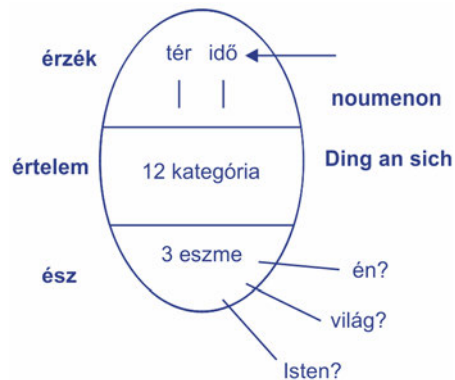 érzék
tér idő
noumenon
értelem
12 kategória
Ding an sich
ész
3 eszme
én?
világ?
Isten?